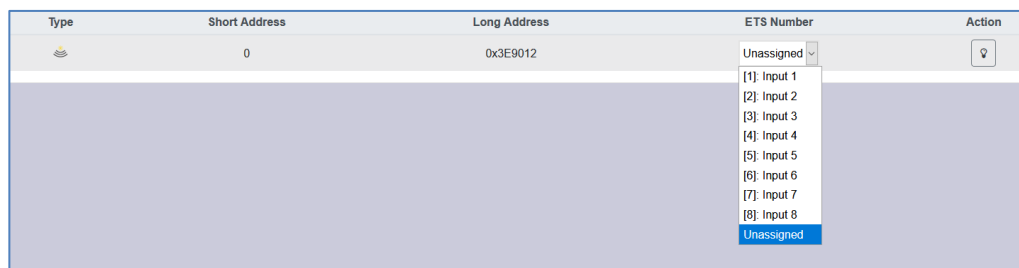 Type Short Address Long Address ETS Number Action
0 0x3E9012 Unassigned
[1]: Input 1
[2]: Input 2
[3]: Input 3
[4]: Input 4
[5]: Input 5
[6]: Input 6
[7]: Input 7
[8]: Input 8
Unassigned